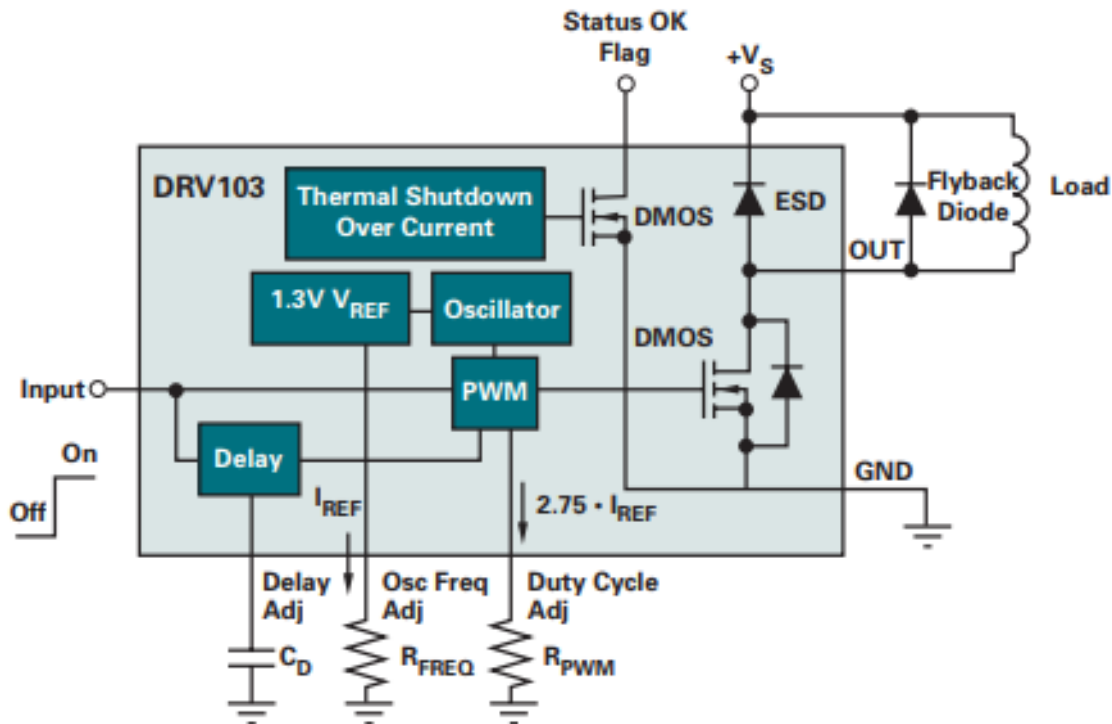 Status OK
Flag
+VS
DRV103
Thermal Shutdown
Over Current
DMOS
ESD
Flyback
Diode
Load
OUT
1.3V VREF
Oscillator
DMOS
Input
PWM
On
Off
Delay
GND
IREF
2.75 • IREF
Delay
Adj
Osc Freq
Adj
Duty Cycle
Adj
CD
RFREQ
RPWM